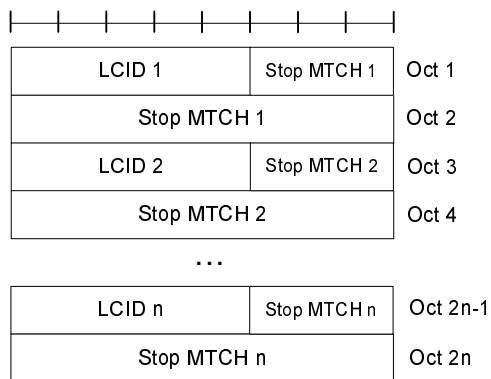 LCID 1 Stop MTCH 1 Oct 1
Stop MTCH 1 Oct 2
LCID 2 Stop MTCH 2 Oct 3
Stop MTCH 2 Oct 4
...
LCID n Stop MTCH n Oct 2n-1
Stop MTCH n Oct 2n